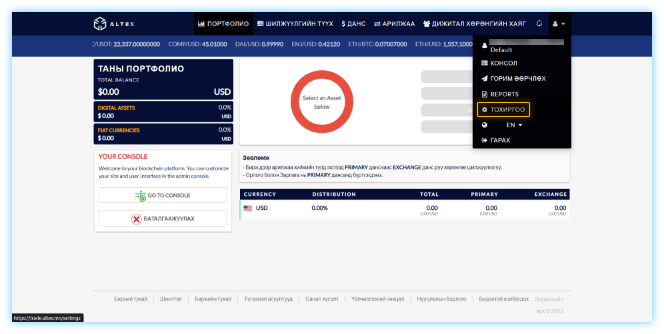 ALTEX ПОРТФОЛИО ШИЛЖҮҮЛГИЙН ТҮҮХ $ ДАНС АРИЛЖАА ДИЖИТАЛ ХӨРӨНГИЙН ХАЯГ
/USDT: 22,337.00000000 COMP/USD: 45.01000 DAI/USD: 0.99990 ENJ/USD: 0.42120 ETH/BTC: 0.07007000 ETH/USD: 1,557.1000
Default
КОНСОЛ
ГОРИМ ӨӨРЧЛӨХ
REPORTS
ТОХИРГОО
EN
ГАРАХ
ТАНЫ ПОРТФОЛИО
TOTAL BALANCE
$0.00 USD
DIGITAL ASSETS 0.0%
$ 0.00 USD
FIAT CURRENCIES 0.0%
$ 0.00 USD
Select an Asset
below
YOUR CONSOLE
Welcome to your blockchain platform. You can customize
your site and user interface in the admin console.
GO TO CONSOLE
БАТАЛГААЖУУЛАХ
Зөвлөмж
- Биржээр арилжаа хийхийн тулд эхлээд PRIMARY данснаас EXCHANGE данс руу хөрөнгөө шилжүүлнэ үү.
- Орлого болон Зарлага нь PRIMARY дансанд бүртгэгдэнэ.
CURRENCY DISTRIBUTION TOTAL PRIMARY EXCHANGE
USD 0.00% 0.00 0.00 0.00
0.00 USD 0.00 USD 0.00 USD
Бидний тухай Шимтгэл Биржийн тухай Түгээмэл асуултууд Санал хүсэлт Үйлчилгээний нөхцөл Нууцлалын бодлого Бидэнтэй холбогдох
https://trade.altex.mn/settings